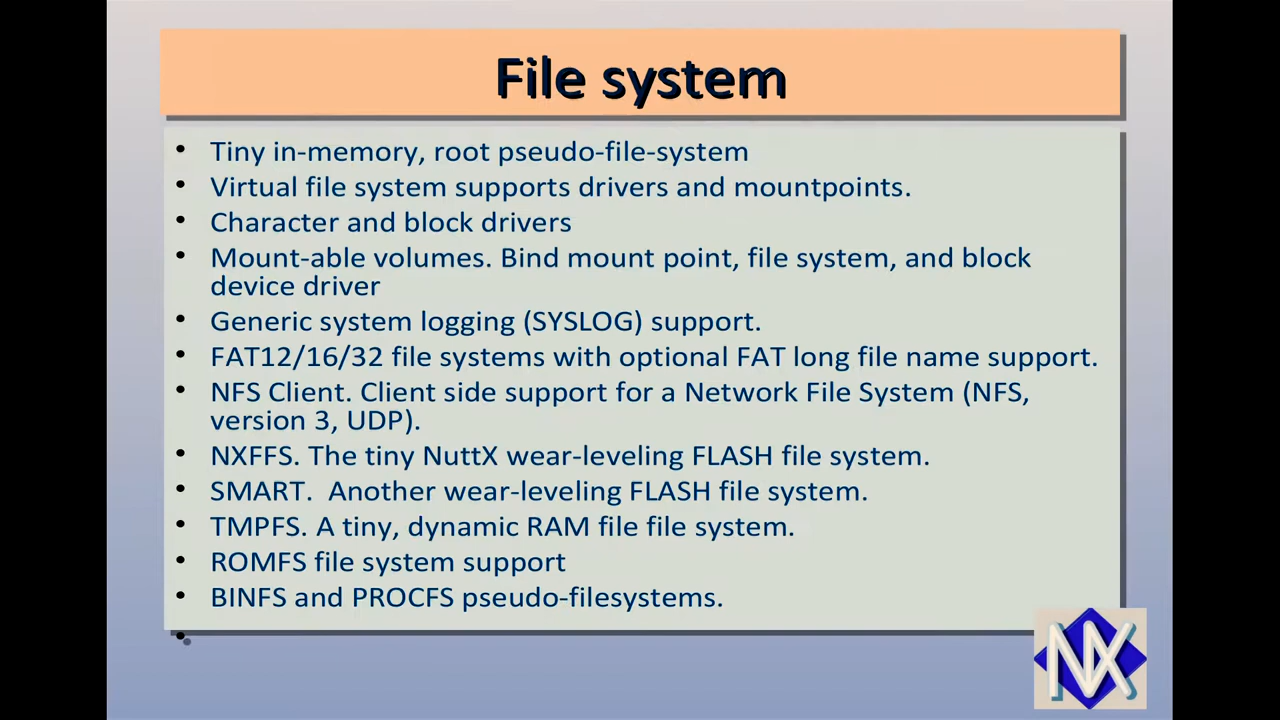 File system
• Tiny in-memory, root pseudo-file-system
• Virtual file system supports drivers and mountpoints.
• Character and block drivers
• Mount-able volumes. Bind mount point, file system, and block
device driver
• Generic system logging (SYSLOG) support.
• FAT12/16/32 file systems with optional FAT long file name support.
• NFS Client. Client side support for a Network File System (NFS,
version 3, UDP).
• NXFFS. The tiny NuttX wear-leveling FLASH file system.
• SMART.  Another wear-leveling FLASH file system.
• TMPFS. A tiny, dynamic RAM file file system.
• ROMFS file system support
• BINFS and PROCFS pseudo-filesystems.
•
NX